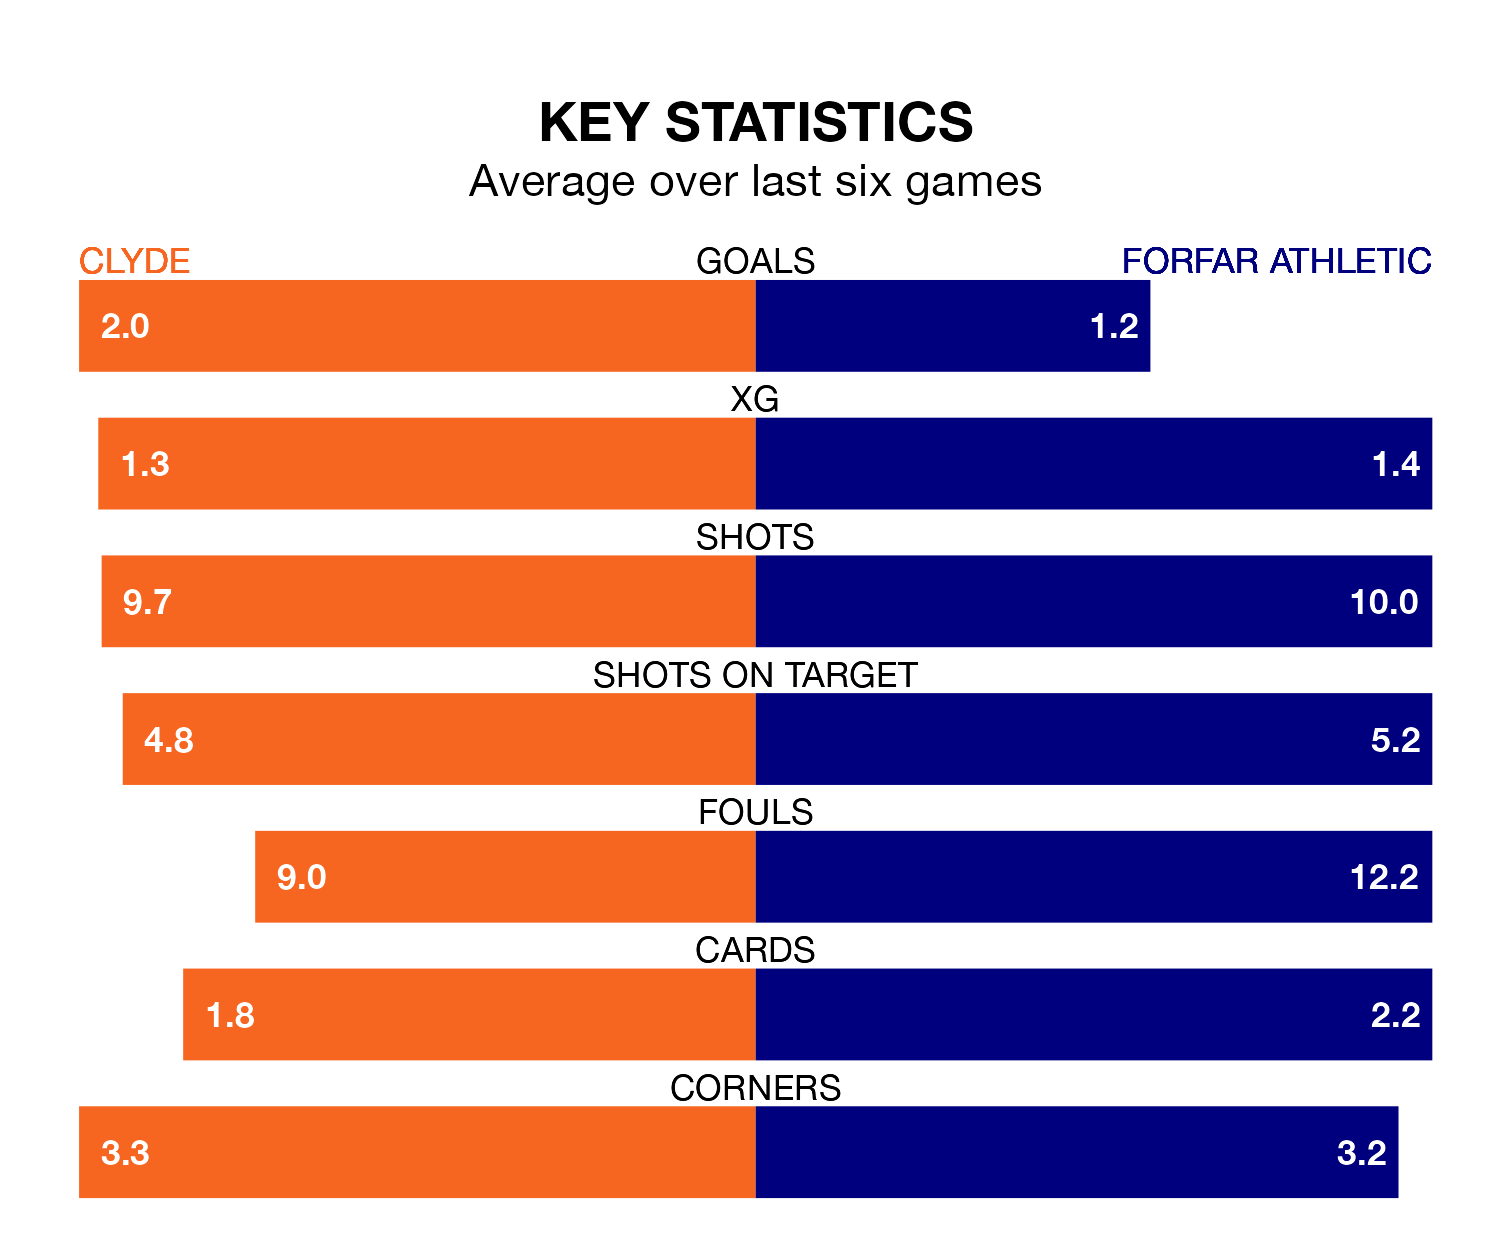 KEY STATISTICS
Average over last six games
CLYDE GOALS FORFAR ATHLETIC
2.0 1.2
XG
1.3 1.4
SHOTS
9.7 10.0
SHOTS ON TARGET
4.8 5.2
FOULS
9.0 12.2
CARDS
1.8 2.2
CORNERS
3.3 3.2